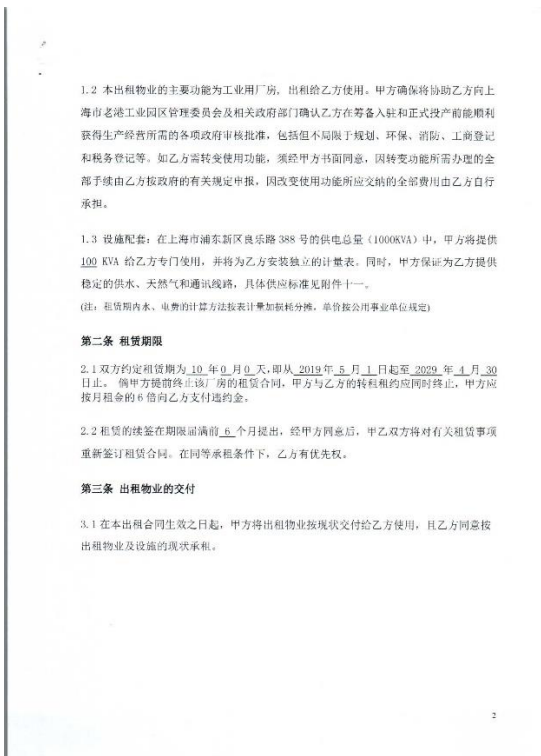 1.2 本出租物业的主要功能为工业用厂房, 出租给乙方使用。甲方确保将协助乙方向上
海市老港工业园区管理委员会及相关政府部门确认乙方在筹备入驻和正式投产前能顺利
获得生产经营所需的各项政府审核批准，包括但不局限于规划、环保、消防、工商登记
和税务登记等。如乙方需转变使用功能，须经甲方书面同意，因转变功能所需办理的全
部手续由乙方按政府的有关规定申报，因改变使用功能所应交纳的全部费用由乙方自行
承担。
1.3 设施配套：在上海市浦东新区良乐路 388 号的供电总量（1000KVA）中，甲方将提供
100 KVA 给乙方专门使用，并将为乙方安装独立的计量表。同时，甲方保证为乙方提供
稳定的供水、天然气和通讯线路，具体供应标准见附件十一。
(注：租赁期内水、电费的计算方法按表计量加损耗分摊，单价按公用事业单位规定)
第二条 租赁期限
2.1 双方约定租赁期为 10 年 0 月 0 天，即从 2019 年 5 月 1 日起至 2029 年 4 月 30
日止。 倘甲方提前终止该厂房的租赁合同，甲方与乙方的转租租约应同时终止，甲方应
按月租金的 6 倍向乙方支付违约金。
2.2 租赁的续签在期限届满前 6 个月提出，经甲方同意后，甲乙双方将对有关租赁事项
重新签订租赁合同。在同等承租条件下，乙方有优先权。
第三条 出租物业的交付
3.1 在本出租合同生效之日起，甲方将出租物业按现状交付给乙方使用，且乙方同意按
出租物业及设施的现状承租。
2